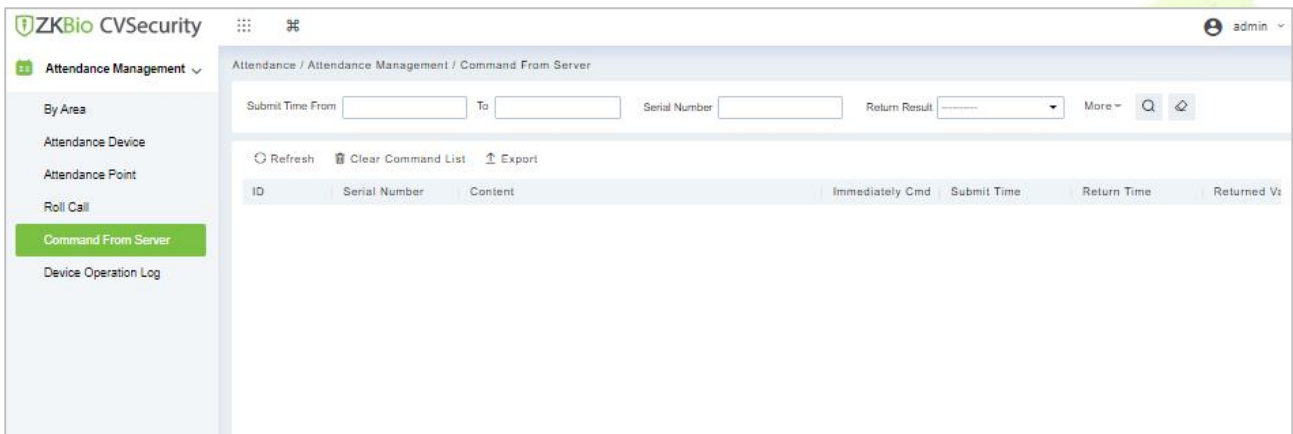 ZKBio CVSecurity
admin
Attendance Management
Attendance / Attendance Management / Command From Server
By Area
Attendance Device
Attendance Point
Roll Call
Command From Server
Device Operation Log
Submit Time From To Serial Number Return Result --------- More
Refresh Clear Command List Export
ID Serial Number Content Immediately Cmd Submit Time Return Time Returned Va